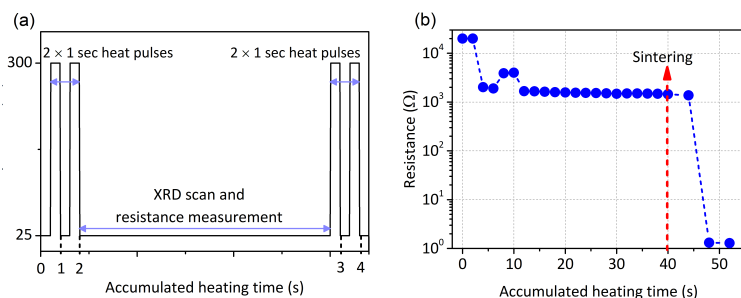 (a)
2 × 1 sec heat pulses
2 × 1 sec heat pulses
300
XRD scan and
resistance measurement
25
0 1 2 3 4
Accumulated heating time (s)
(b)
Resistance (Ω)
10⁴
10³
10²
10¹
10⁰
Sintering
0 10 20 30 40 50
Accumulated heating time (s)